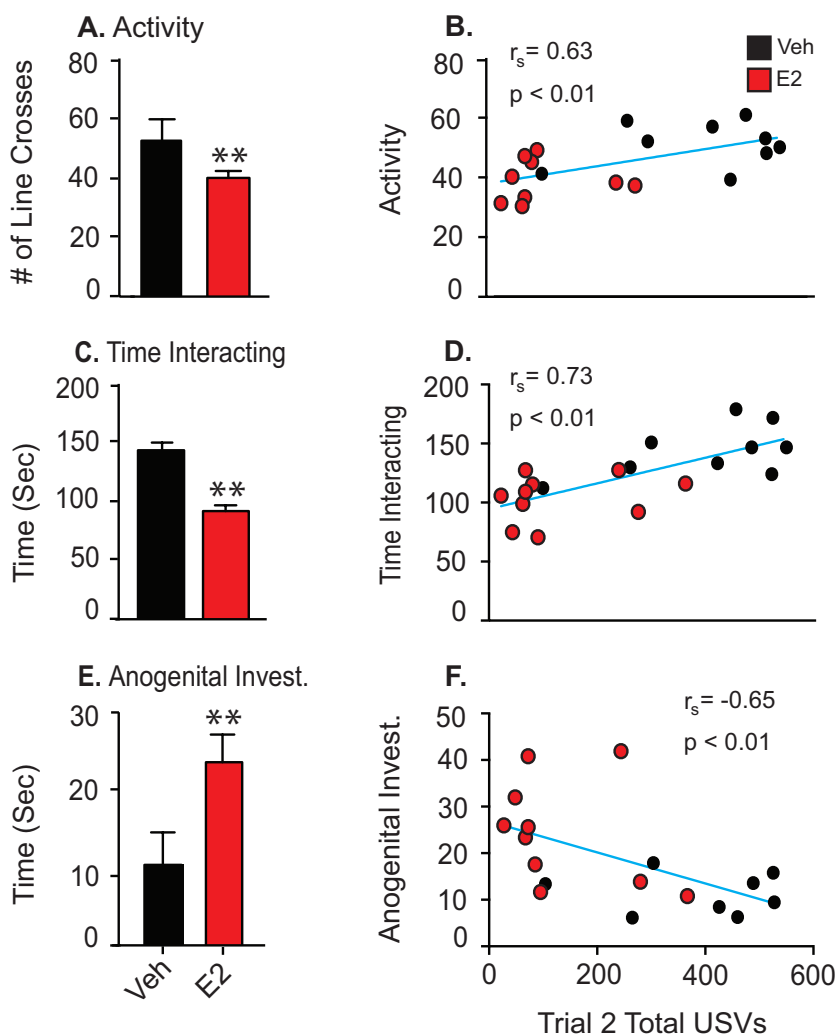 A. Activity
# of Line Crosses
80
60
40
20
0
**
B.
rs= 0.63
p < 0.01
Veh
E2
Activity
80
60
40
20
0
C. Time Interacting
Time (Sec)
200
150
100
50
0
**
D.
rs= 0.73
p < 0.01
Time Interacting
200
150
100
50
0
E. Anogenital Invest.
Time (Sec)
30
20
10
0
**
Veh
E2
F.
rs= -0.65
p < 0.01
Anogenital Invest.
50
40
30
20
10
0
0 200 400 600
Trial 2 Total USVs